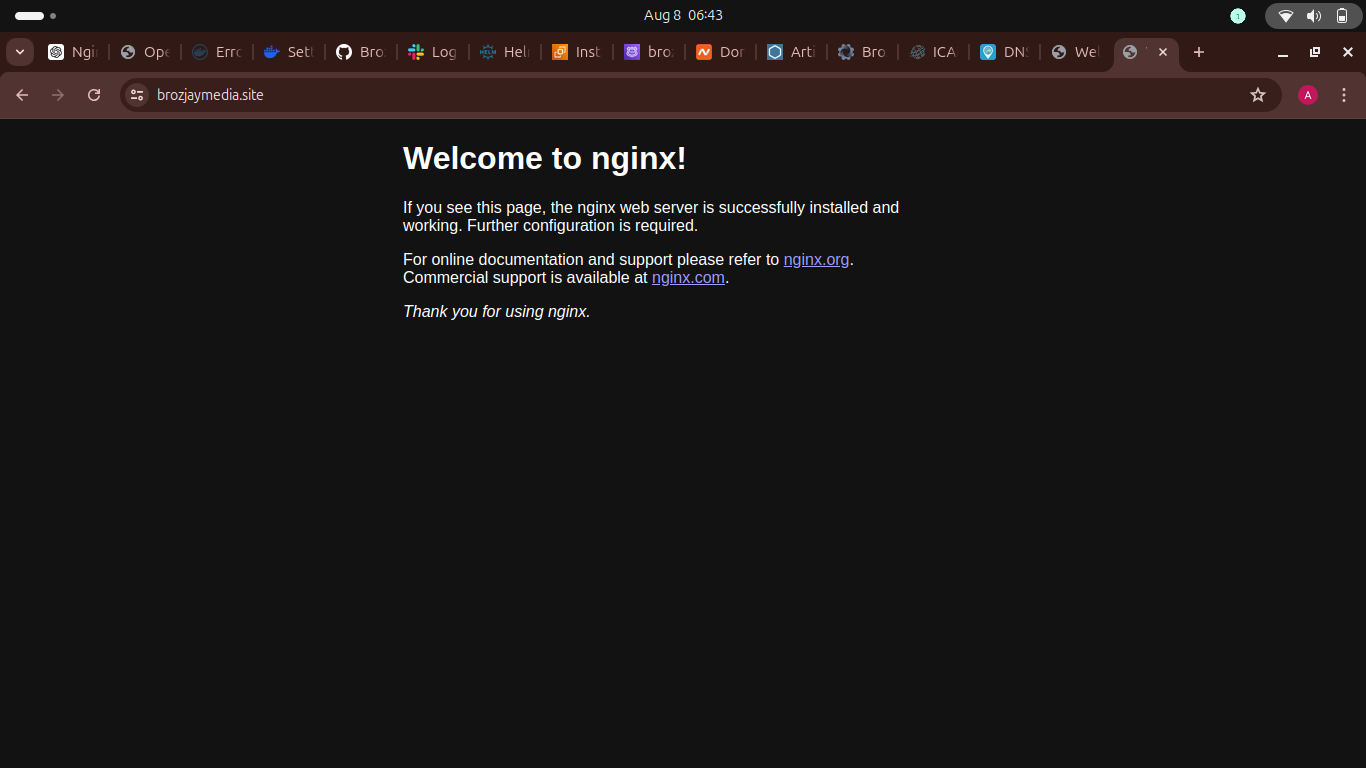 Aug 8 06:43
1
Ngi Ope Erro Sett Bro Log Hel Inst bro Dor Arti Bro ICA DNS Wel
brozjaymedia.site
A
Welcome to nginx!
If you see this page, the nginx web server is successfully installed and
working. Further configuration is required.
For online documentation and support please refer to nginx.org.
Commercial support is available at nginx.com.
Thank you for using nginx.